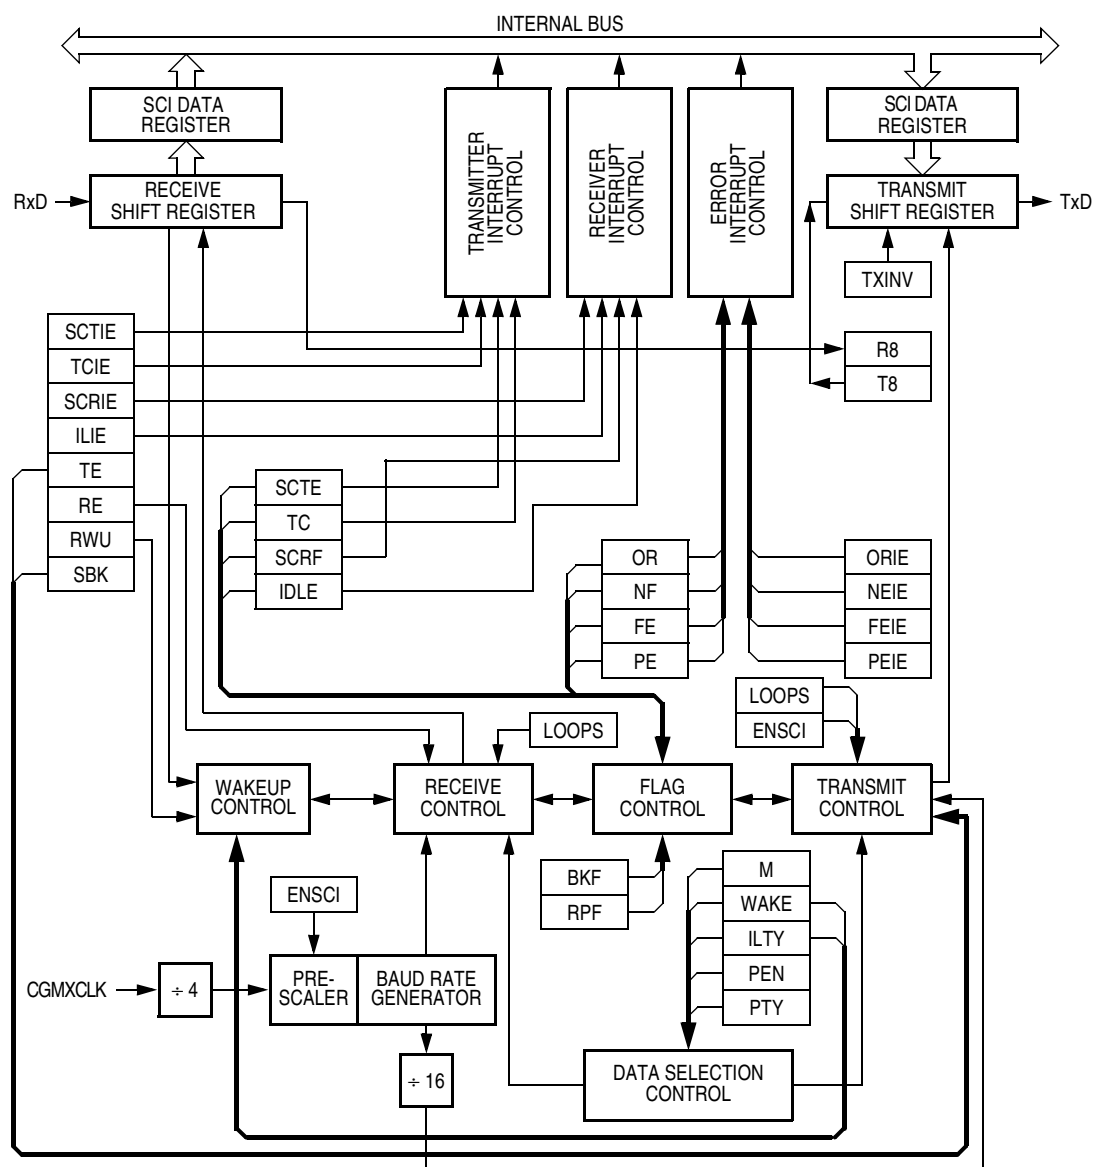 INTERNAL BUS
SCI DATA
REGISTER
SCI DATA
REGISTER
TRANSMITTER
INTERRUPT
CONTROL
RECEIVER
INTERRUPT
CONTROL
ERROR
INTERRUPT
CONTROL
RxD
RECEIVE
SHIFT REGISTER
TRANSMIT
SHIFT REGISTER
TxD
TXINV
SCTIE
TCIE
SCRIE
ILIE
TE
RE
RWU
SBK
R8
T8
SCTE
TC
SCRF
IDLE
OR
NF
FE
PE
ORIE
NEIE
FEIE
PEIE
LOOPS
ENSCI
LOOPS
WAKEUP
CONTROL
RECEIVE
CONTROL
FLAG
CONTROL
TRANSMIT
CONTROL
BKF
RPF
M
WAKE
ILTY
PEN
PTY
ENSCI
CGMXCLK
÷ 4
PRE-
SCALER
BAUD RATE
GENERATOR
÷ 16
DATA SELECTION
CONTROL